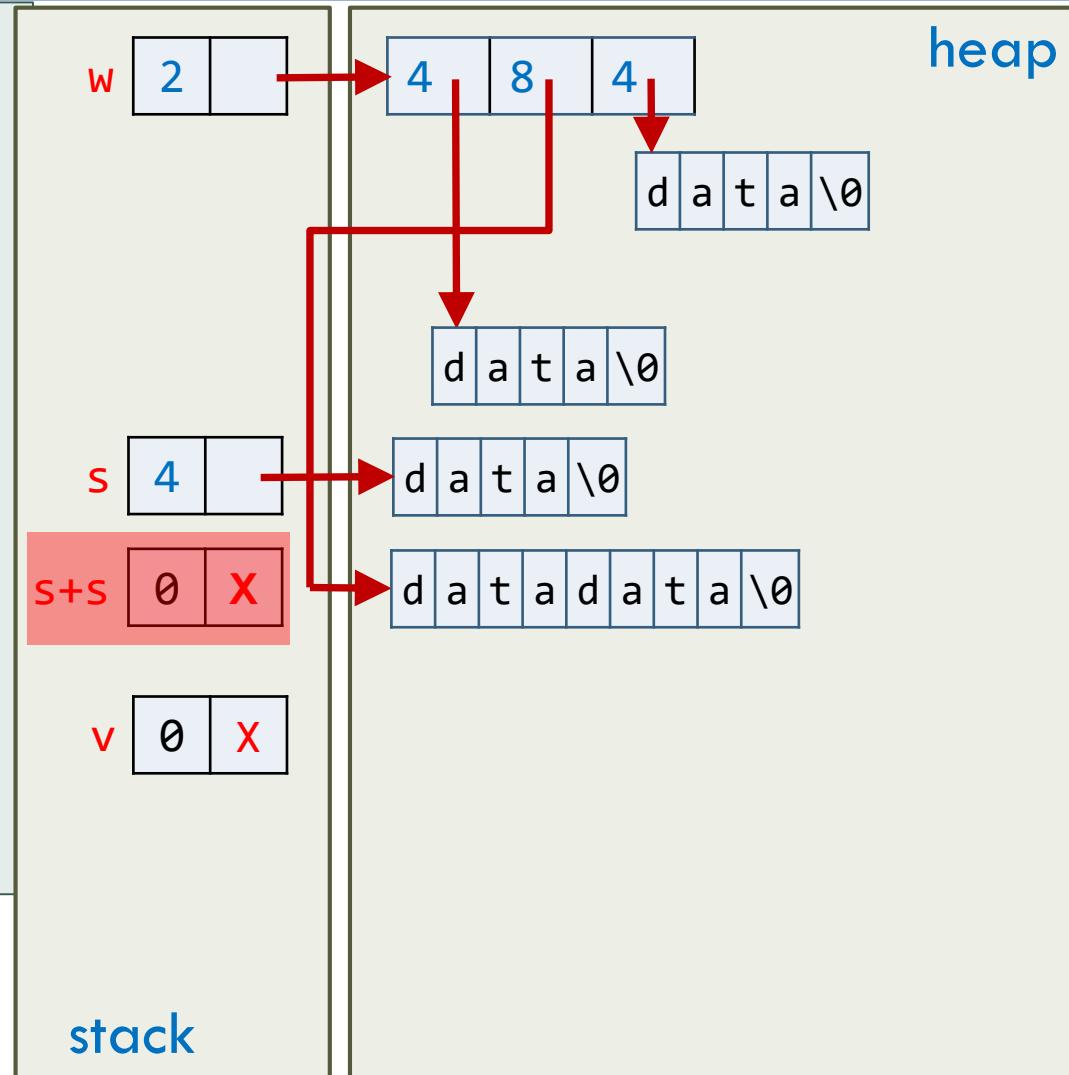 heap
w 2 4 8 4
d a t a \0
d a t a \0
s 4 d a t a \0
s+s 0 X d a t a d a t a \0
v 0 X
stack